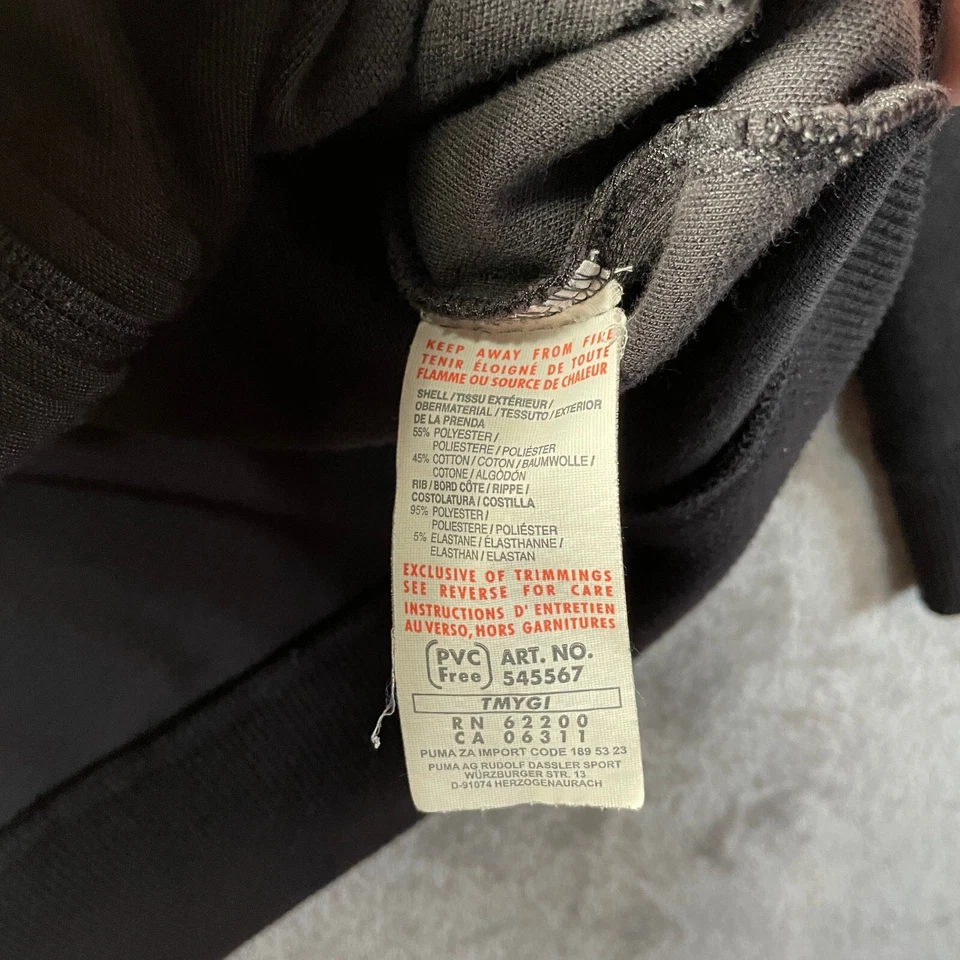 KEEP AWAY FROM FIRE
TENIR ÉLOIGNÉ DE TOUTE
FLAMME OU SOURCE DE CHALEUR
SHELL / TISSU EXTÉRIEUR /
OBERMATERIAL / TESSUTO / EXTERIOR
DE LA PRENDA
55% POLYESTER /
POLIESTERE / POLIÉSTER
45% COTTON / COTON / BAUMWOLLE /
COTONE / ALGODÓN
RIB / BORD CÔTE / RIPPE /
COSTOLATURA / COSTILLA
95% POLYESTER /
POLIESTERE / POLIÉSTER
5% ELASTANE / ÉLASTHANNE /
ELASTHAN / ELASTAN
EXCLUSIVE OF TRIMMINGS
SEE REVERSE FOR CARE
INSTRUCTIONS D' ENTRETIEN
AU VERSO, HORS GARNITURES
PVC Free ART. NO.
545567
TMYGI
RN 62200
CA 06311
PUMA ZA IMPORT CODE 189 53 23
PUMA AG RUDOLF DASSLER SPORT
WÜRZBURGER STR. 13
D-91074 HERZOGENAURACH